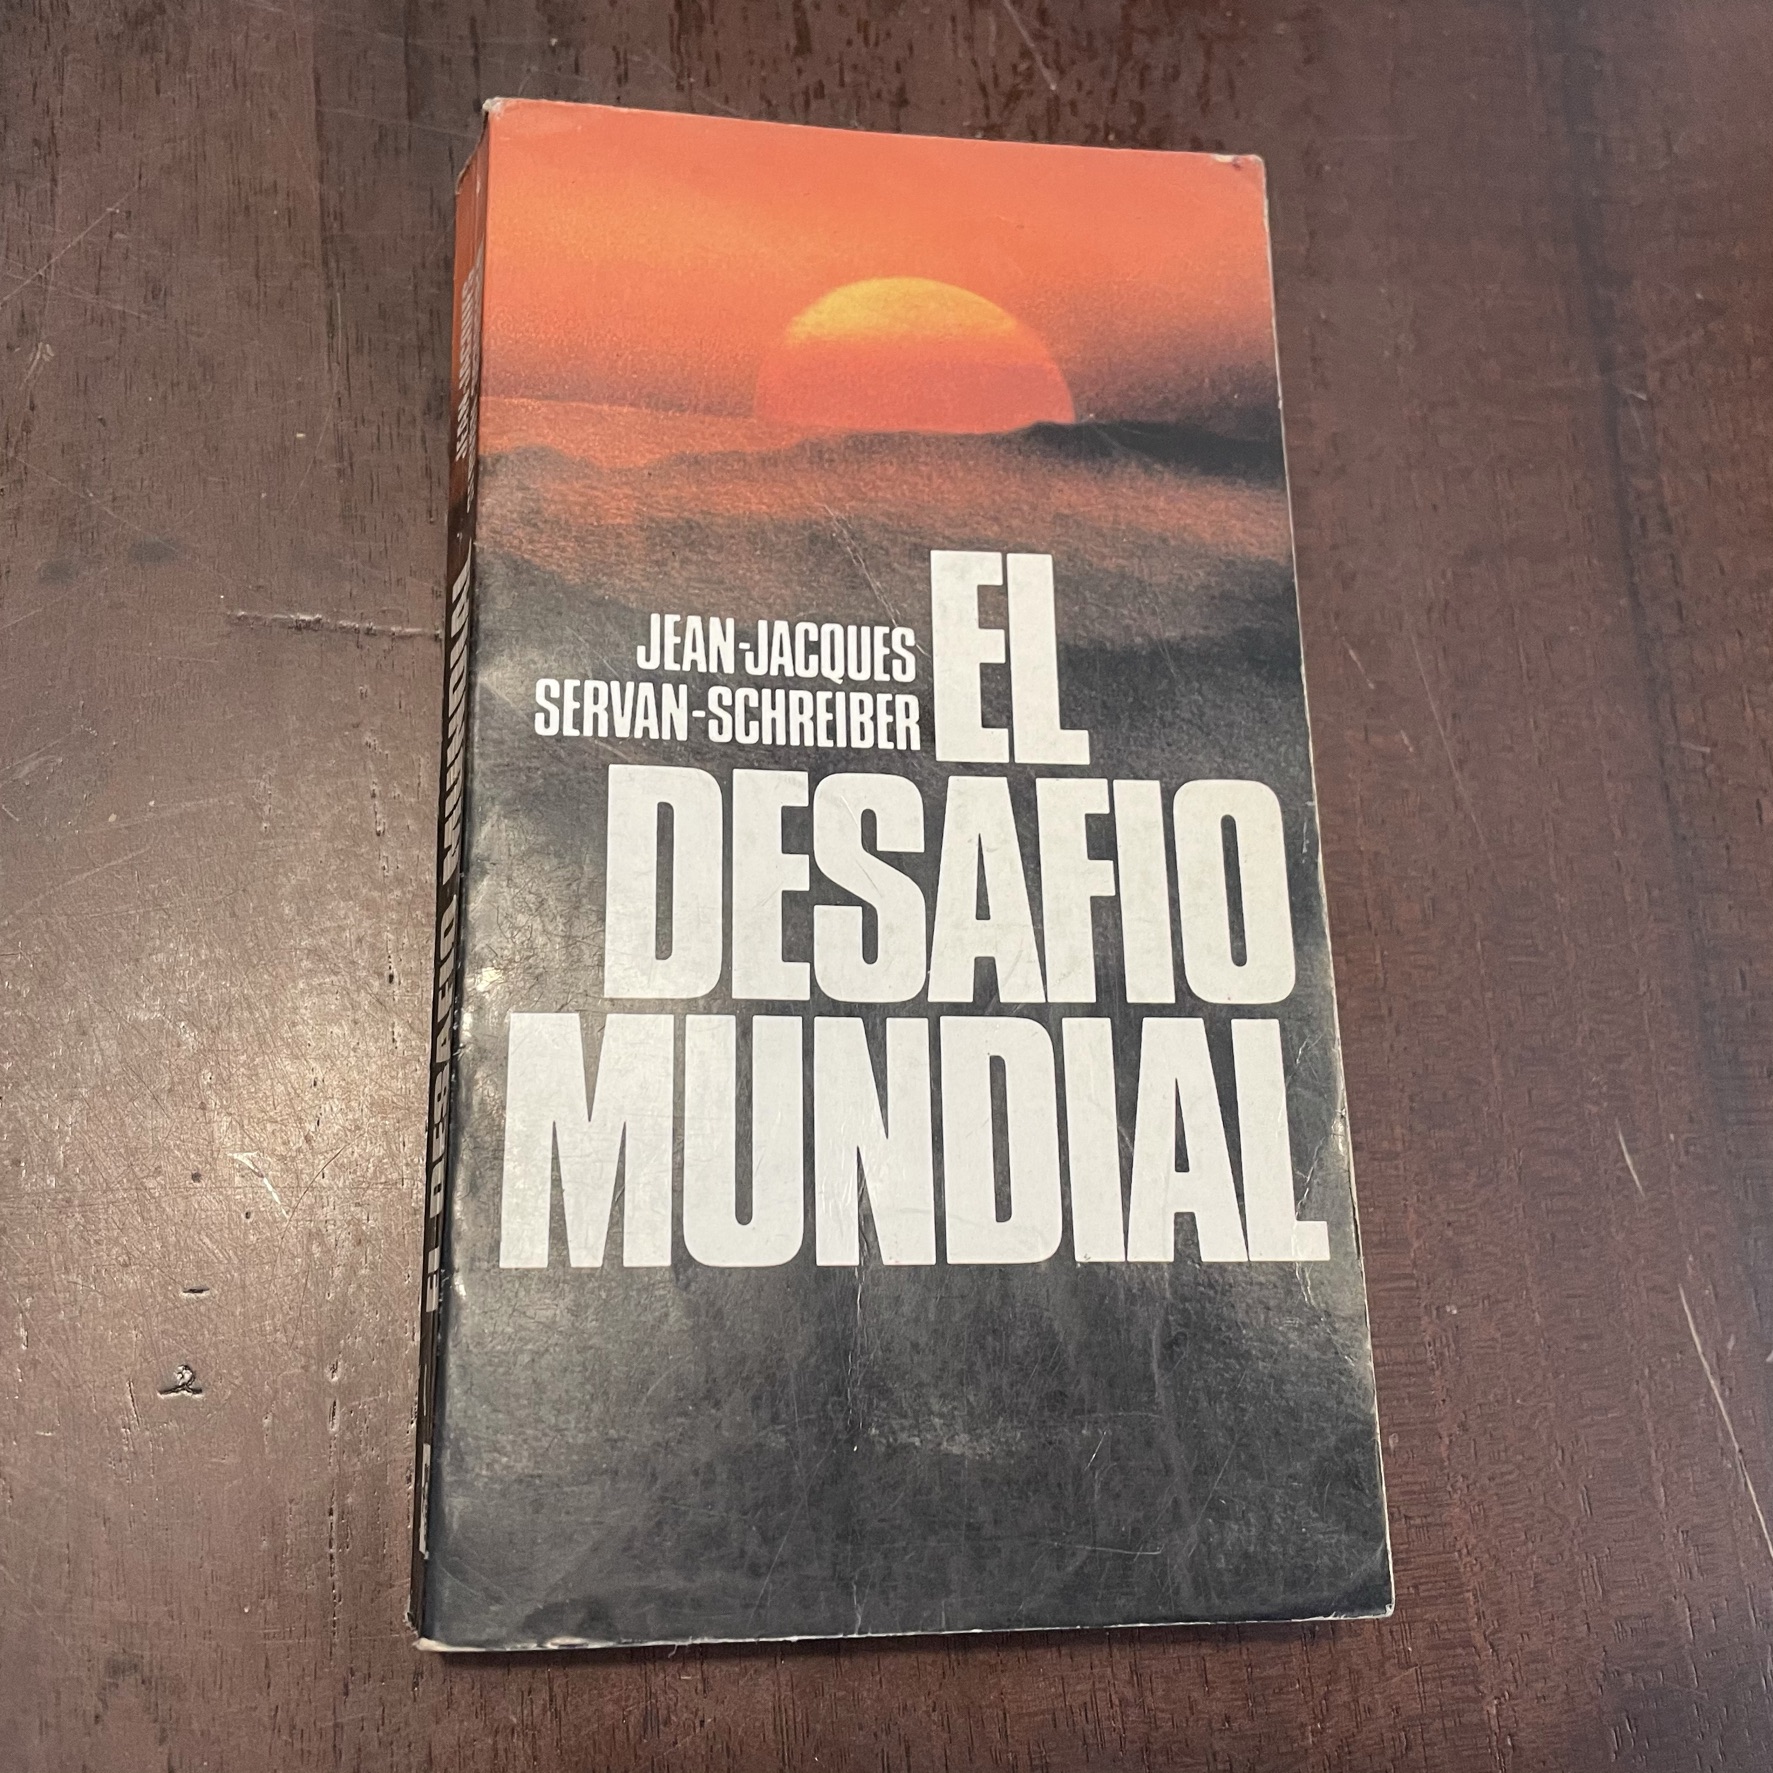 JEAN-JACQUES
SERVAN-SCHREIBER
EL
DESAFIO
MUNDIAL
EL DESAFIO MUNDIAL